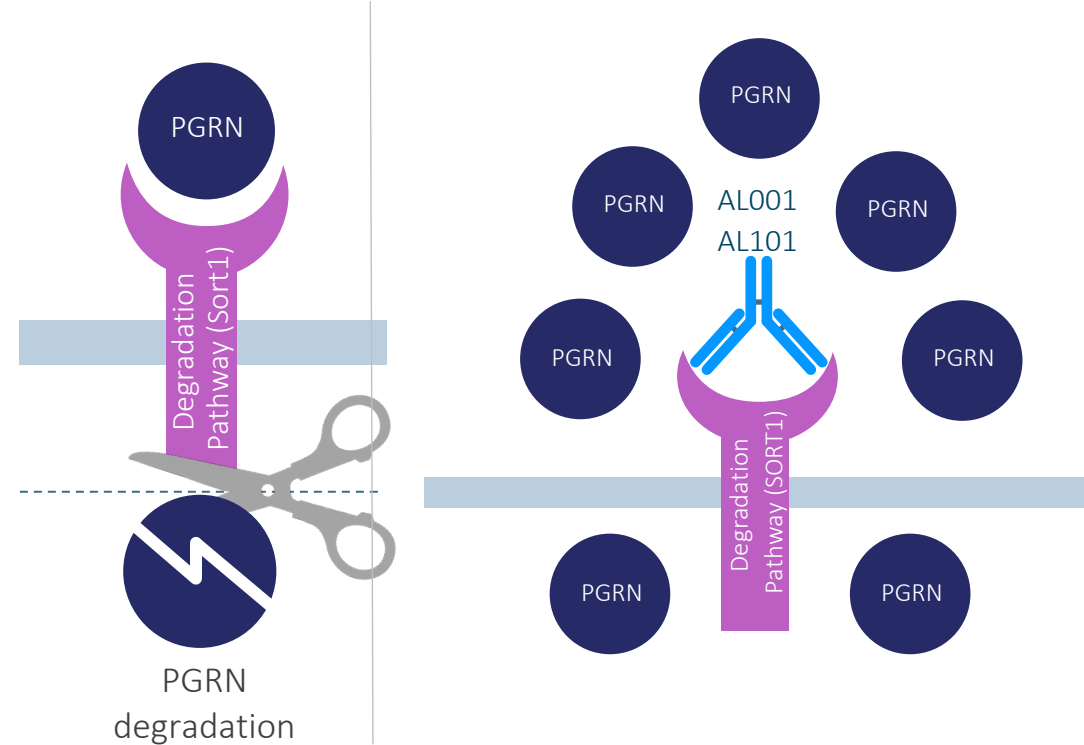 PGRN
Degradation
Pathway (Sort1)
PGRN
degradation
PGRN
PGRN
AL001
PGRN
AL101
PGRN
PGRN
Degradation
Pathway (SORT1)
PGRN
PGRN